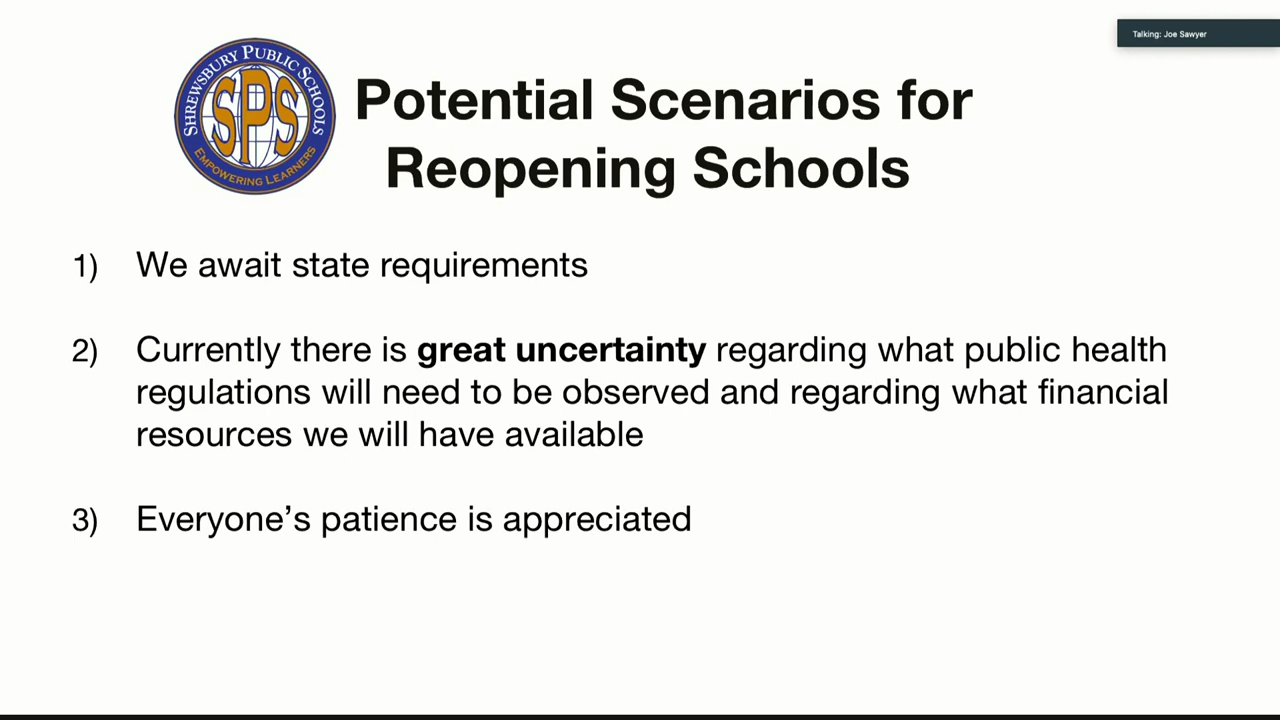 Talking: Joe Sawyer
SHREWSBURY PUBLIC SCHOOLS
SPS
EMPOWERING LEARNERS
Potential Scenarios for
Reopening Schools
1) We await state requirements
2) Currently there is great uncertainty regarding what public health
regulations will need to be observed and regarding what financial
resources we will have available
3) Everyone’s patience is appreciated